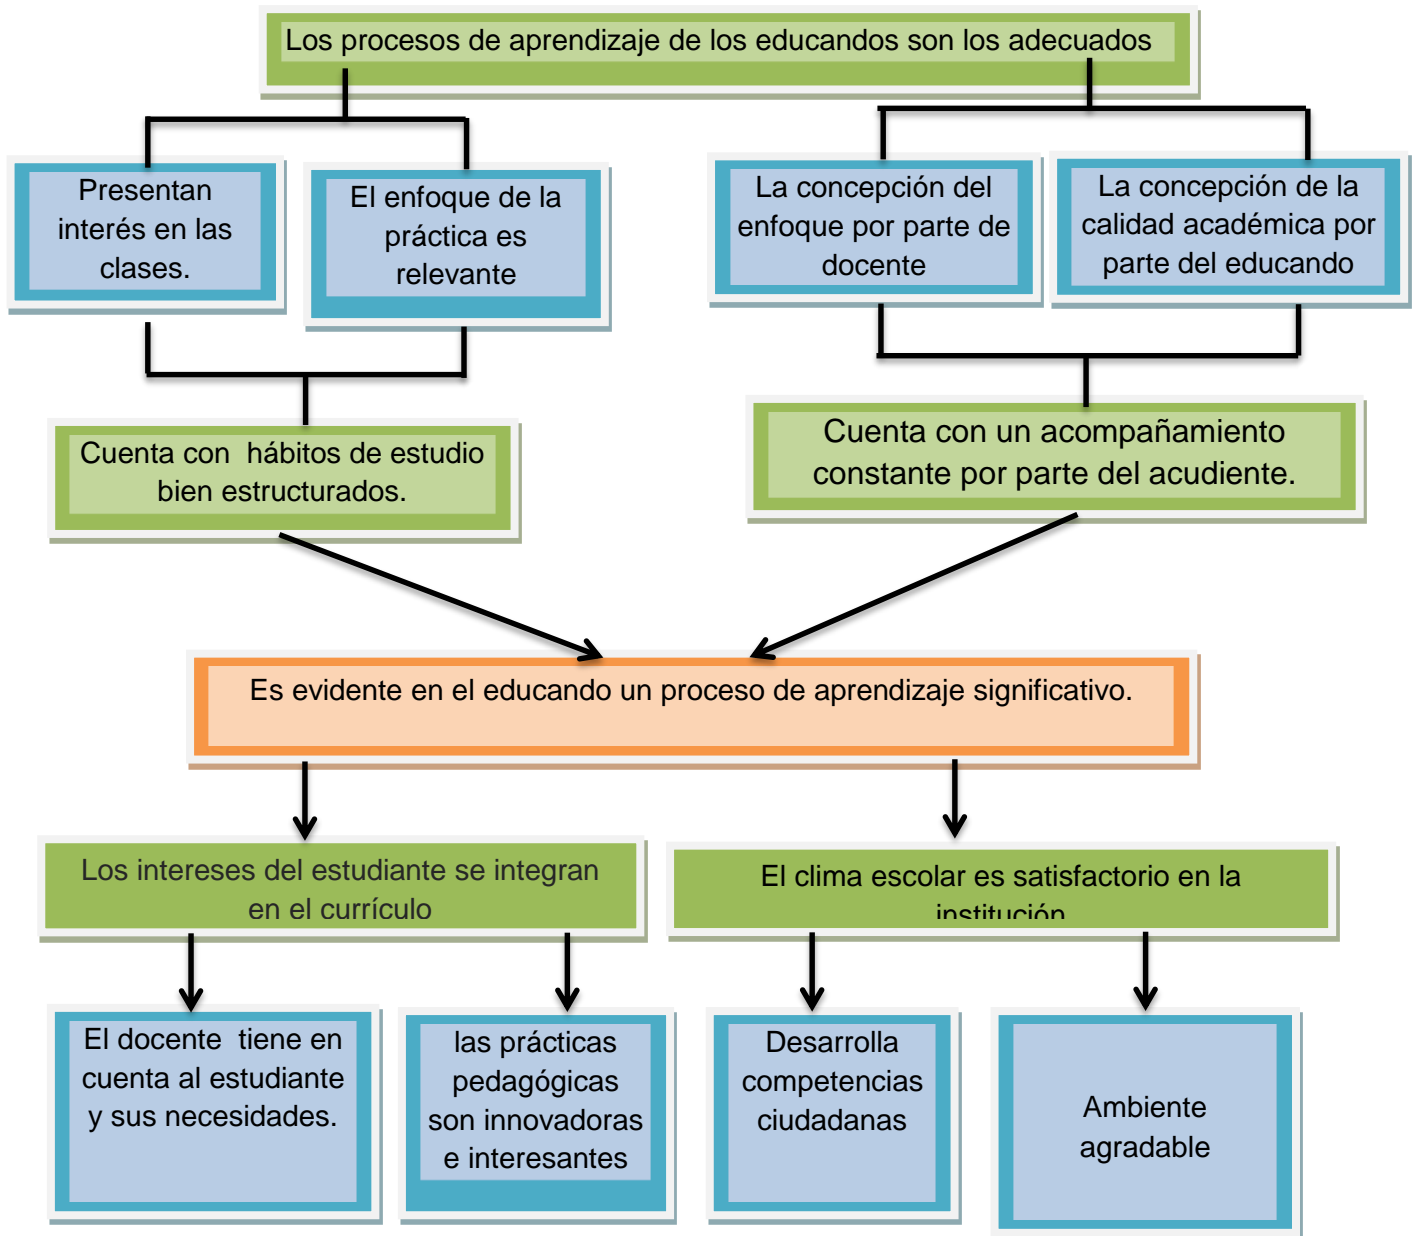 Los procesos de aprendizaje de los educandos son los adecuados
Presentan
interés en las
clases.
El enfoque de la
práctica es
relevante
La concepción del
enfoque por parte de
docente
La concepción de la
calidad académica por
parte del educando
Cuenta con hábitos de estudio
bien estructurados.
Cuenta con un acompañamiento
constante por parte del acudiente.
Es evidente en el educando un proceso de aprendizaje significativo.
Los intereses del estudiante se integran
en el currículo
El clima escolar es satisfactorio en la
institución
El docente tiene en
cuenta al estudiante
y sus necesidades.
las prácticas
pedagógicas
son innovadoras
e interesantes
Desarrolla
competencias
ciudadanas
Ambiente
agradable